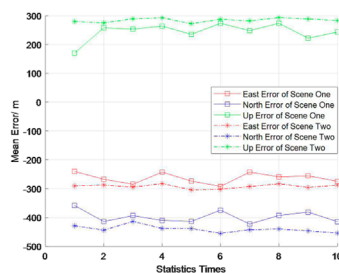 300
200
100
0
-100
-200
-300
-400
-500
Mean Error/ m
0
2
4
6
8
10
Statistics Times
East Error of Scene One
North Error of Scene One
Up Error of Scene One
East Error of Scene Two
North Error of Scene Two
Up Error of Scene Two